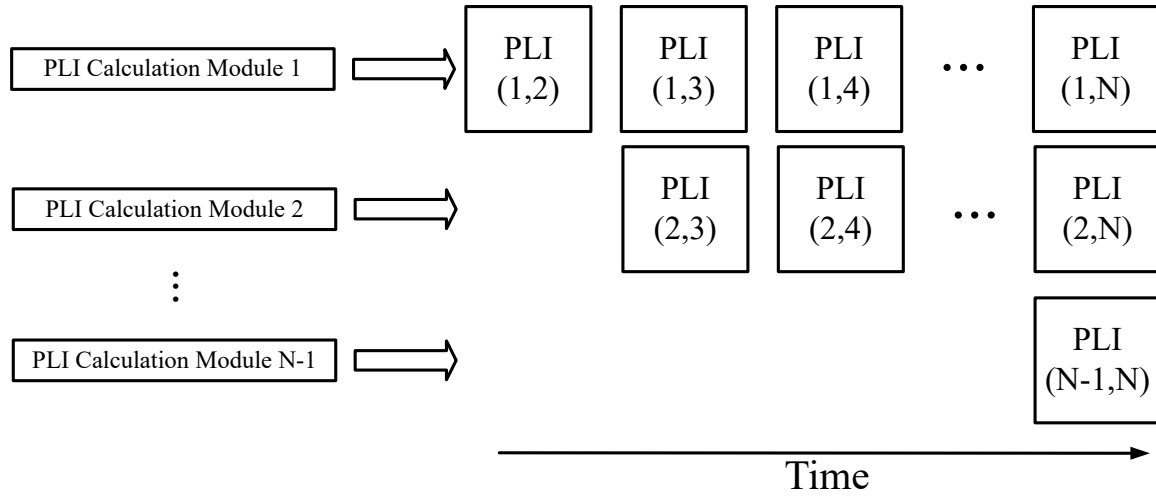 PLI Calculation Module 1
PLI
(1,2)
PLI
(1,3)
PLI
(1,4)
...
PLI
(1,N)
PLI Calculation Module 2
PLI
(2,3)
PLI
(2,4)
...
PLI
(2,N)
⋮
PLI Calculation Module N-1
PLI
(N-1,N)
Time